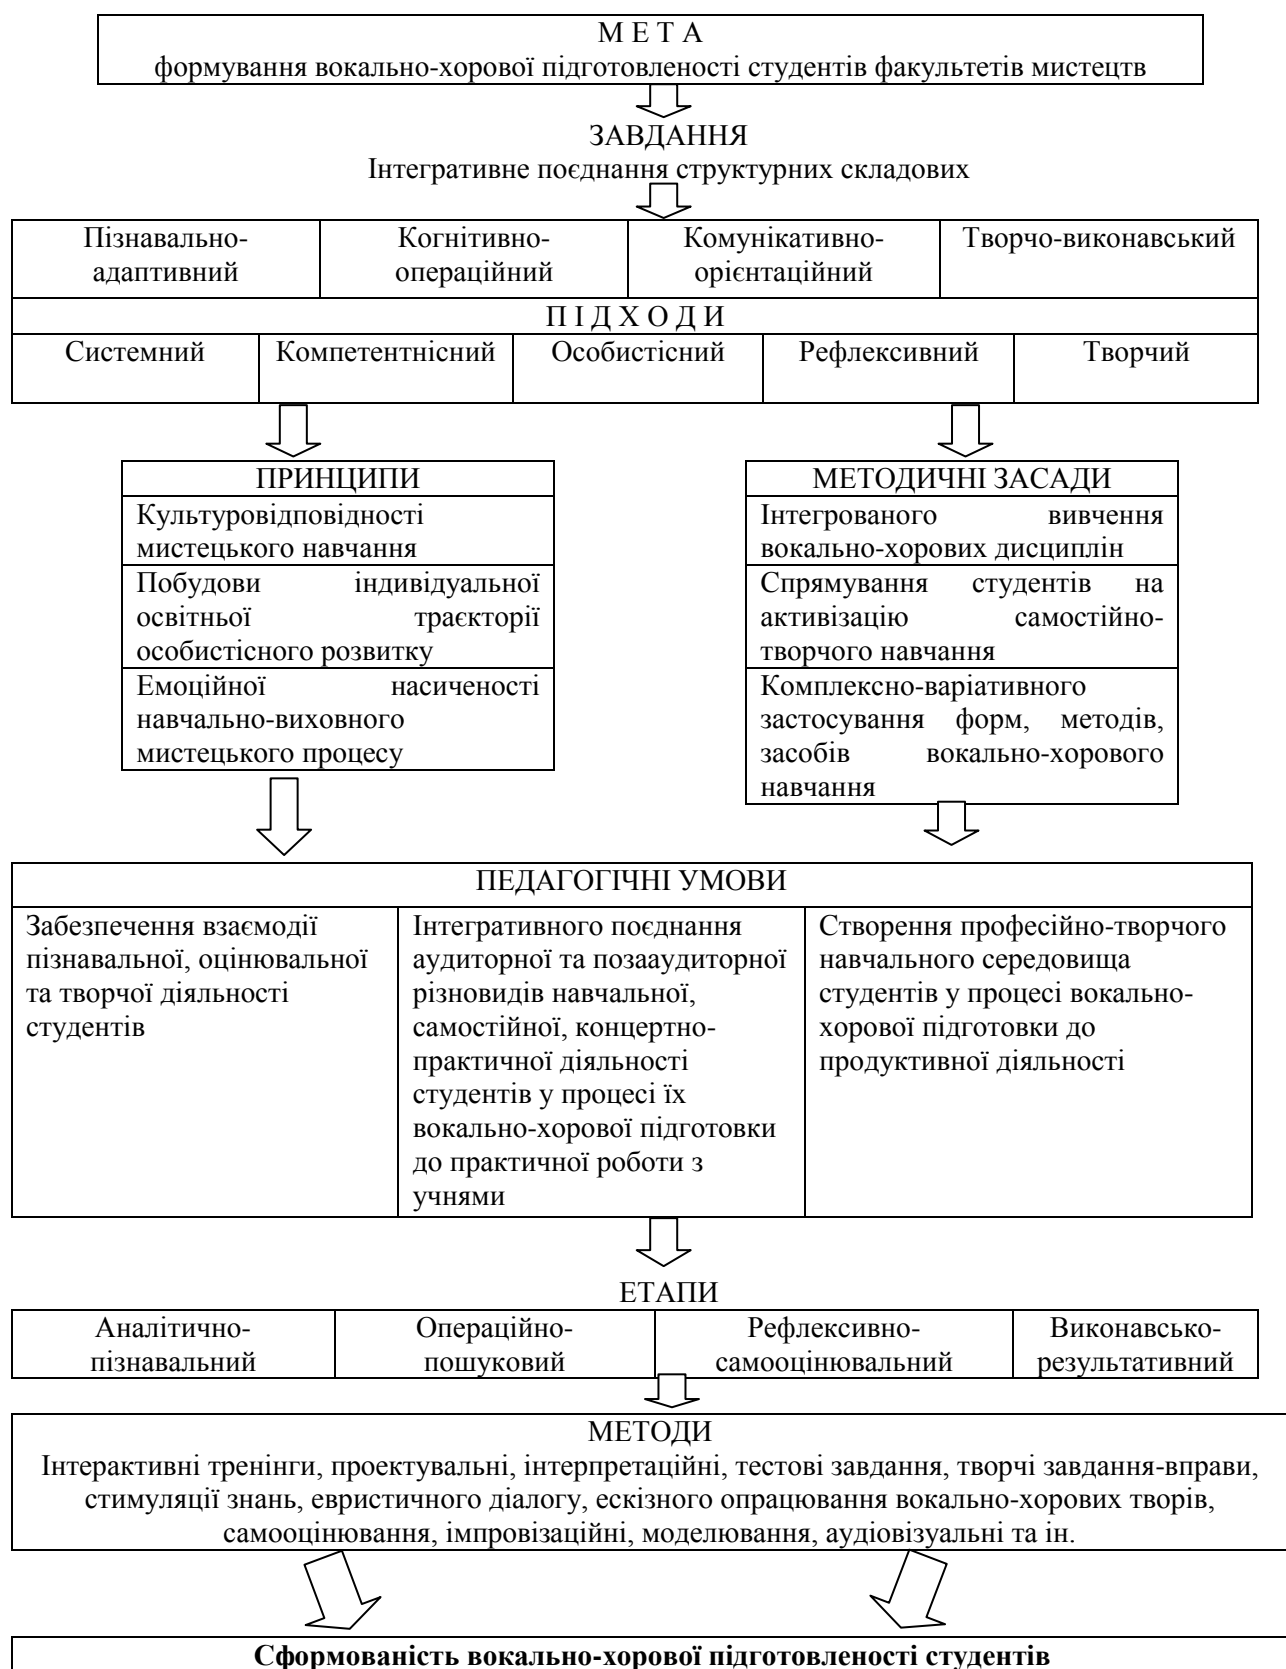 М Е Т А
формування вокально-хорової підготовленості студентів факультетів мистецтв
ЗАВДАННЯ
Інтегративне поєднання структурних складових
Пізнавально-
адаптивний
Когнітивно-
операційний
Комунікативно-
орієнтаційний
Творчо-виконавський
П І Д Х О Д И
Системний
Компетентнісний
Особистісний
Рефлексивний
Творчий
ПРИНЦИПИ
Культуровідповідності
мистецького навчання
Побудови індивідуальної
освітньої траєкторії
особистісного розвитку
Емоційної насиченості
навчально-виховного
мистецького процесу
МЕТОДИЧНІ ЗАСАДИ
Інтегрованого вивчення
вокально-хорових дисциплін
Спрямування студентів на
активізацію самостійно-
творчого навчання
Комплексно-варіативного
застосування форм, методів,
засобів вокально-хорового
навчання
ПЕДАГОГІЧНІ УМОВИ
Забезпечення взаємодії
пізнавальної, оцінювальної
та творчої діяльності
студентів
Інтегративного поєднання
аудиторної та позааудиторної
різновидів навчальної,
самостійної, концертно-
практичної діяльності
студентів у процесі їх
вокально-хорової підготовки
до практичної роботи з
учнями
Створення професійно-творчого
навчального середовища
студентів у процесі вокально-
хорової підготовки до
продуктивної діяльності
ЕТАПИ
Аналітично-
пізнавальний
Операційно-
пошуковий
Рефлексивно-
самооцінювальний
Виконавсько-
результативний
МЕТОДИ
Інтерактивні тренінги, проектувальні, інтерпретаційні, тестові завдання, творчі завдання-вправи,
стимуляції знань, евристичного діалогу, ескізного опрацювання вокально-хорових творів,
самооцінювання, імпровізаційні, моделювання, аудіовізуальні та ін.
Сформованість вокально-хорової підготовленості студентів